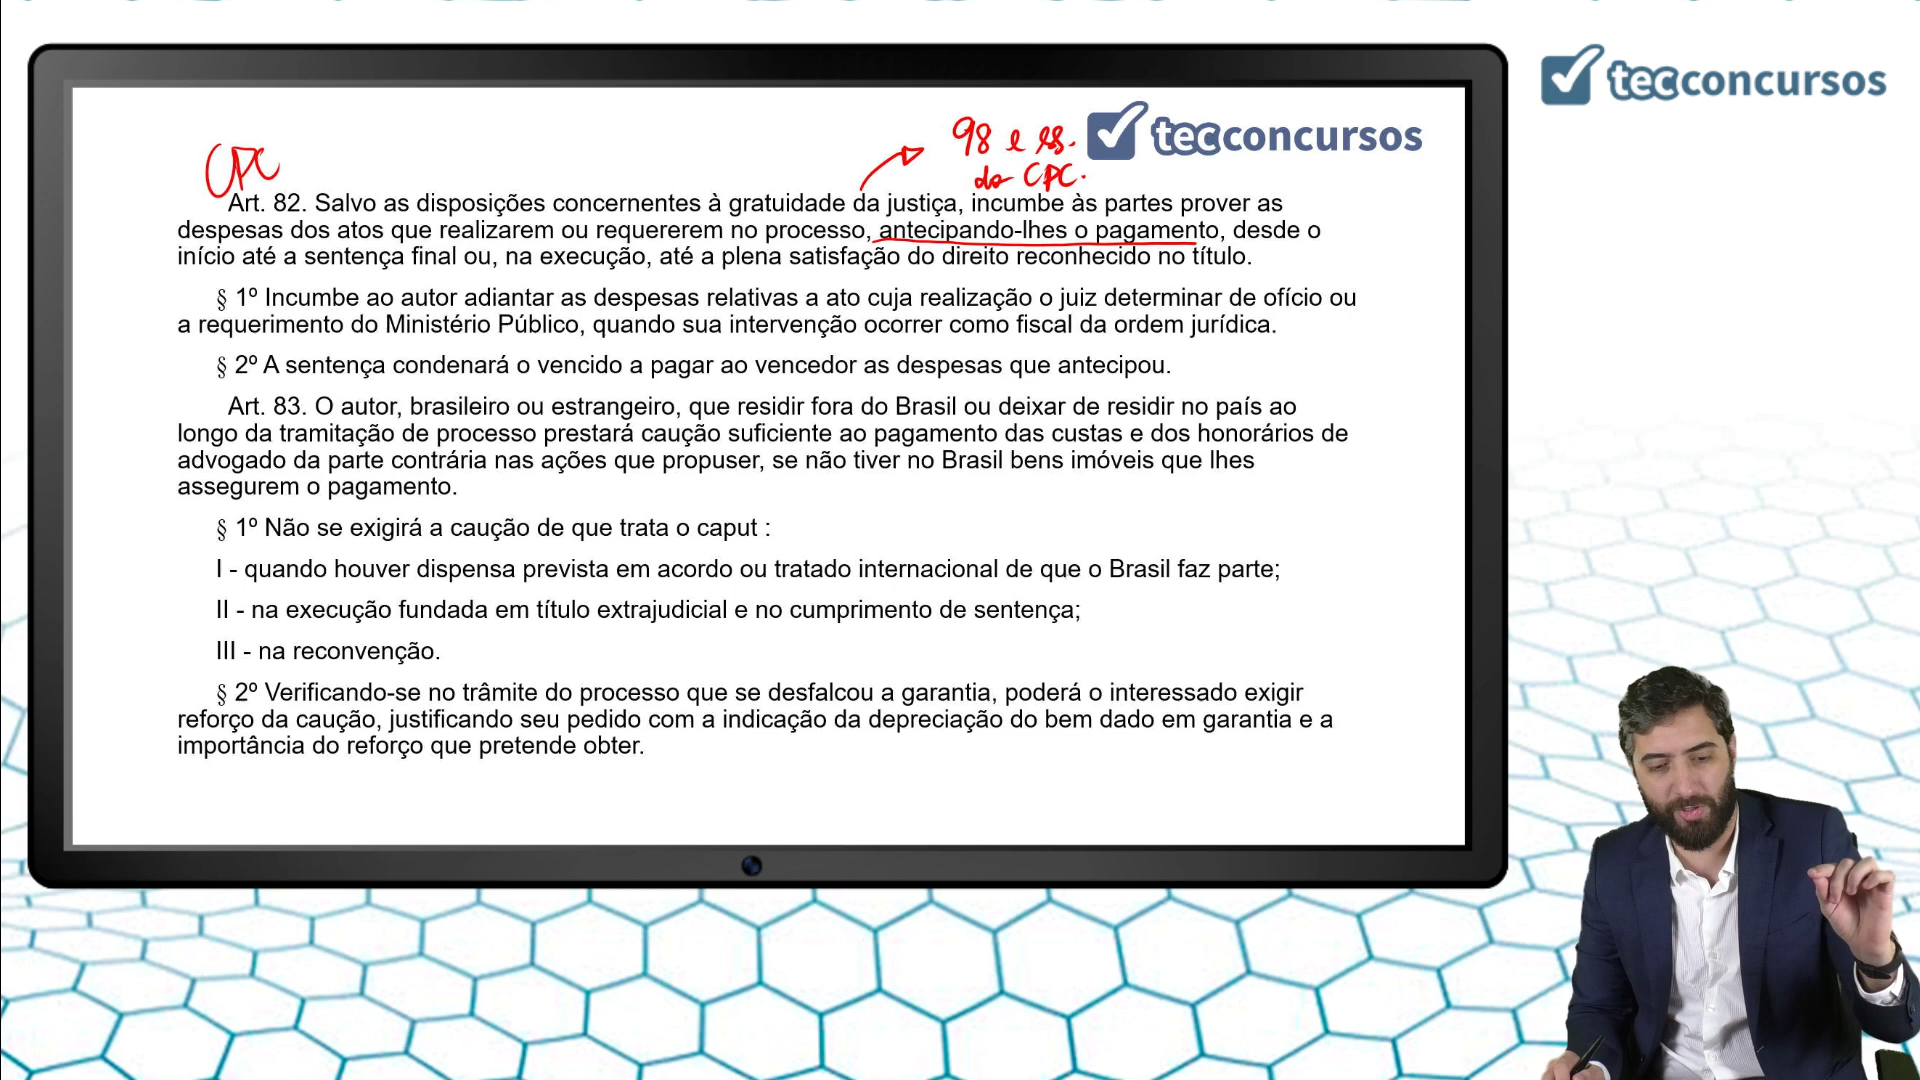 tecconcursos
98 e ss.
tecconcursos
CPC
do CPC.
Art. 82. Salvo as disposições concernentes à gratuidade da justiça, incumbe às partes prover as
despesas dos atos que realizarem ou requererem no processo, antecipando-lhes o pagamento, desde o
início até a sentença final ou, na execução, até a plena satisfação do direito reconhecido no título.
§ 1º Incumbe ao autor adiantar as despesas relativas a ato cuja realização o juiz determinar de ofício ou
a requerimento do Ministério Público, quando sua intervenção ocorrer como fiscal da ordem jurídica.
§ 2º A sentença condenará o vencido a pagar ao vencedor as despesas que antecipou.
Art. 83. O autor, brasileiro ou estrangeiro, que residir fora do Brasil ou deixar de residir no país ao
longo da tramitação de processo prestará caução suficiente ao pagamento das custas e dos honorários de
advogado da parte contrária nas ações que propuser, se não tiver no Brasil bens imóveis que lhes
assegurem o pagamento.
§ 1º Não se exigirá a caução de que trata o caput :
I - quando houver dispensa prevista em acordo ou tratado internacional de que o Brasil faz parte;
II - na execução fundada em título extrajudicial e no cumprimento de sentença;
III - na reconvenção.
§ 2º Verificando-se no trâmite do processo que se desfalcou a garantia, poderá o interessado exigir
reforço da caução, justificando seu pedido com a indicação da depreciação do bem dado em garantia e a
importância do reforço que pretende obter.